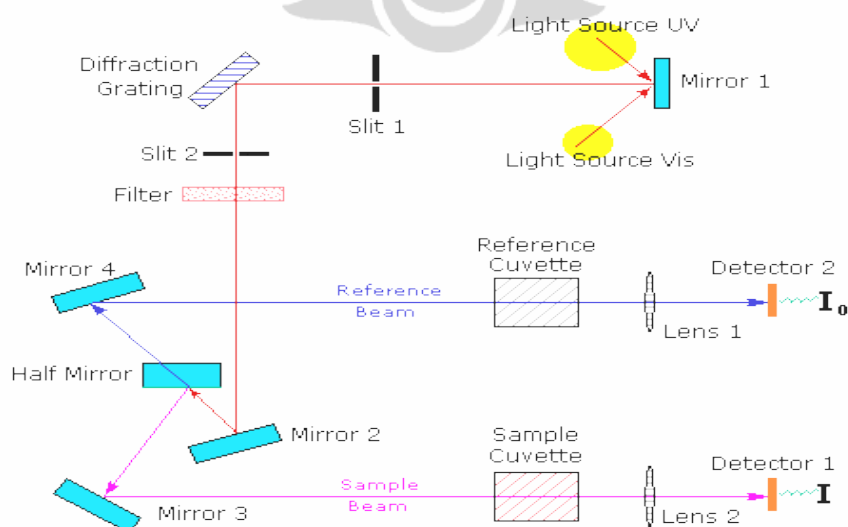 Light Source UV
Diffraction
Grating
Mirror 1
Slit 1
Slit 2
Light Source Vis
Filter
Reference
Cuvette
Mirror 4
Detector 2
Reference
Beam
I₀
Lens 1
Half Mirror
Mirror 2
Sample
Cuvette
Detector 1
Sample
Beam
I
Mirror 3
Lens 2